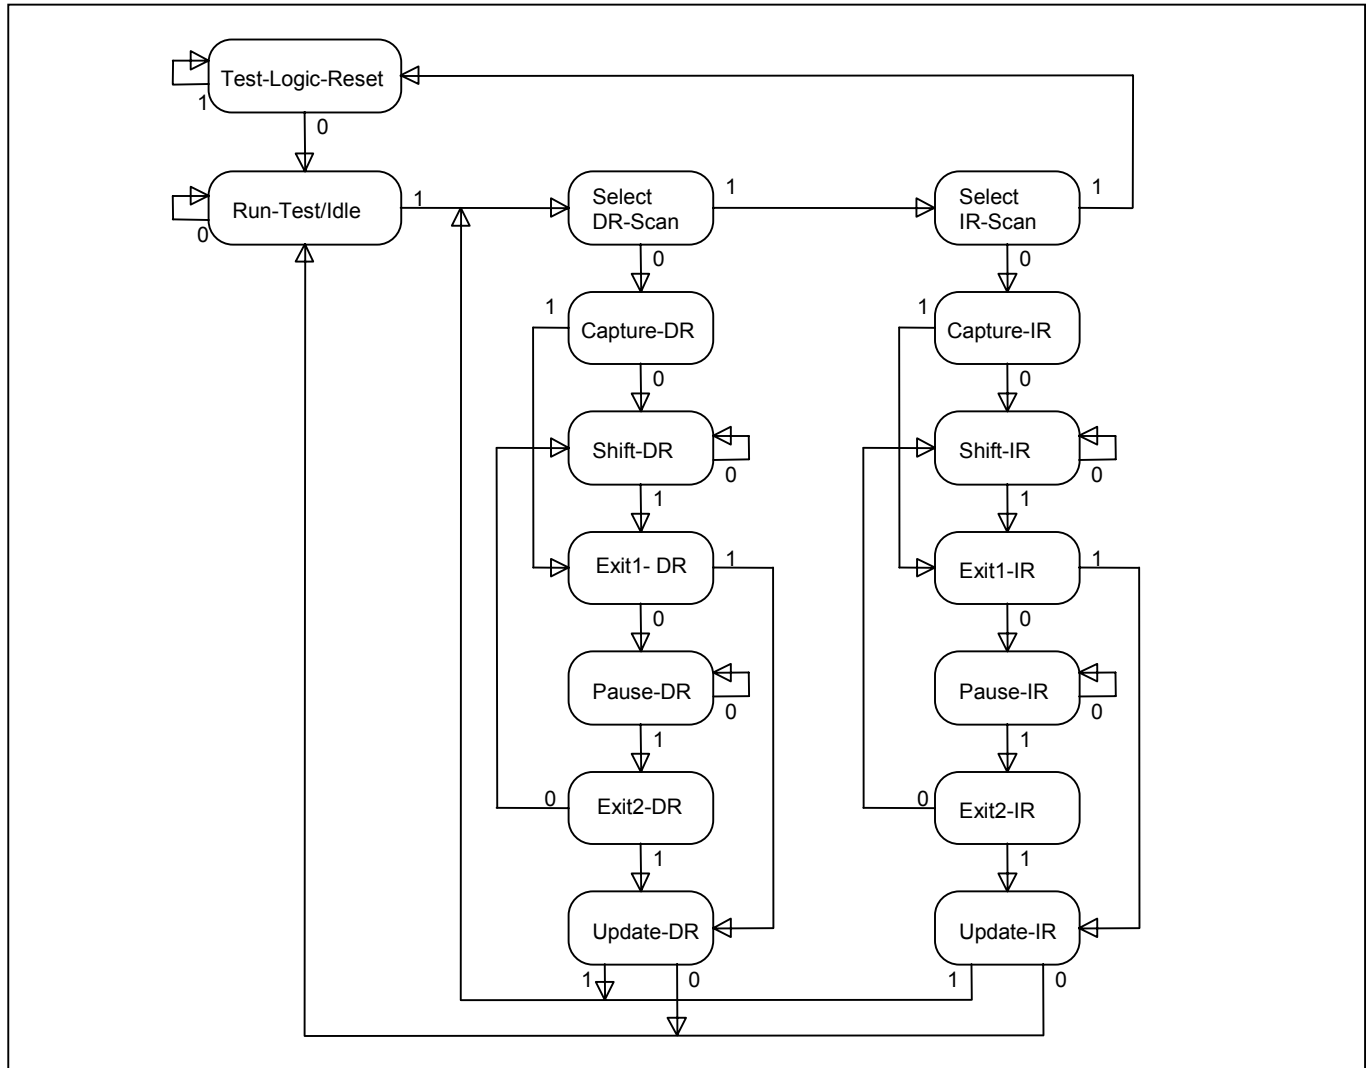 Test-Logic-Reset
1
0
Run-Test/Idle
0
1
Select
DR-Scan
1
Select
IR-Scan
1
0
0
1
Capture-DR
1
Capture-IR
0
0
Shift-DR
0
Shift-IR
0
1
1
Exit1- DR
1
Exit1-IR
1
0
0
Pause-DR
0
Pause-IR
0
1
1
0
Exit2-DR
0
Exit2-IR
1
1
Update-DR
Update-IR
1
0
1
0